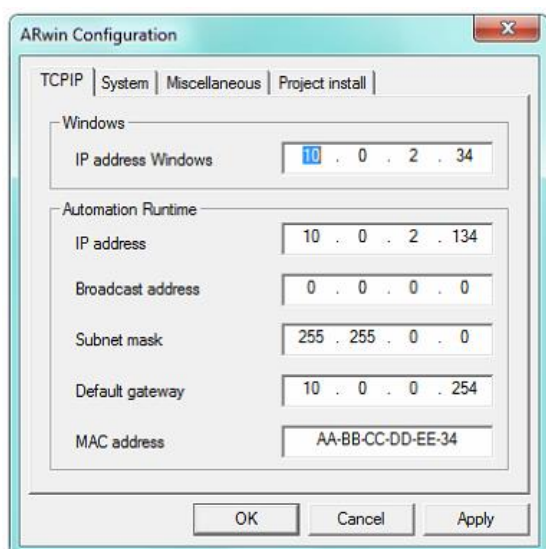 ARwin Configuration
TCPIP System Miscellaneous Project install
Windows
IP address Windows 10 . 0 . 2 . 34
Automation Runtime
IP address 10 . 0 . 2 . 134
Broadcast address 0 . 0 . 0 . 0
Subnet mask 255 . 255 . 0 . 0
Default gateway 10 . 0 . 0 . 254
MAC address AA-BB-CC-DD-EE-34
OK Cancel Apply